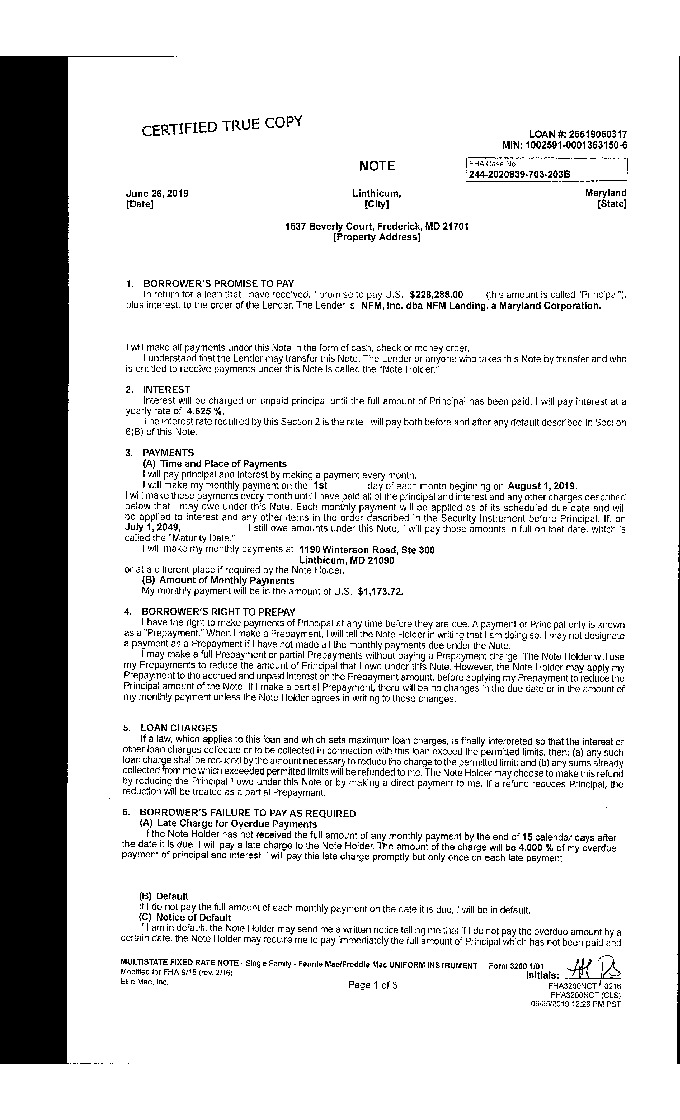 CERTIFIED TRUE COPY
LOAN #: 26619060317
MIN: 1002591-0001363150-6
NOTE
FHA Case No.
244-2020839-703-203B
June 26, 2019
Linthicum,
Maryland
[Date]
[City]
[State]
1637 Beverly Court, Frederick, MD 21701
[Property Address]
1. BORROWER'S PROMISE TO PAY
In return for a loan that I have received, I promise to pay U.S. $228,288.00 (this amount is called "Principal"),
plus interest, to the order of the Lender. The Lender is NFM, Inc. dba NFM Lending, a Maryland Corporation.
I will make all payments under this Note in the form of cash, check or money order.
I understand that the Lender may transfer this Note. The Lender or anyone who takes this Note by transfer and who
is entitled to receive payments under this Note is called the "Note Holder."
2. INTEREST
Interest will be charged on unpaid principal until the full amount of Principal has been paid. I will pay interest at a
yearly rate of 4.625 %.
The interest rate required by this Section 2 is the rate I will pay both before and after any default described in Section
6(B) of this Note.
3. PAYMENTS
(A) Time and Place of Payments
I will pay principal and interest by making a payment every month.
I will make my monthly payment on the 1st day of each month beginning on August 1, 2019.
I will make these payments every month until I have paid all of the principal and interest and any other charges described
below that I may owe under this Note. Each monthly payment will be applied as of its scheduled due date and will
be applied to interest and any other items in the order described in the Security Instrument before Principal. If, on
July 1, 2049, I still owe amounts under this Note, I will pay those amounts in full on that date, which is
called the "Maturity Date."
I will make my monthly payments at 1190 Winterson Road, Ste 300
Linthicum, MD 21090
or at a different place if required by the Note Holder.
(B) Amount of Monthly Payments
My monthly payment will be in the amount of U.S. $1,173.72.
4. BORROWER'S RIGHT TO PREPAY
I have the right to make payments of Principal at any time before they are due. A payment of Principal only is known
as a "Prepayment." When I make a Prepayment, I will tell the Note Holder in writing that I am doing so. I may not designate
a payment as a Prepayment if I have not made all the monthly payments due under the Note.
I may make a full Prepayment or partial Prepayments without paying a Prepayment charge. The Note Holder will use
my Prepayments to reduce the amount of Principal that I owe under this Note. However, the Note Holder may apply my
Prepayment to the accrued and unpaid interest on the Prepayment amount, before applying my Prepayment to reduce the
Principal amount of the Note. If I make a partial Prepayment, there will be no changes in the due date or in the amount of
my monthly payment unless the Note Holder agrees in writing to those changes.
5. LOAN CHARGES
If a law, which applies to this loan and which sets maximum loan charges, is finally interpreted so that the interest or
other loan charges collected or to be collected in connection with this loan exceed the permitted limits, then: (a) any such
loan charge shall be reduced by the amount necessary to reduce the charge to the permitted limit; and (b) any sums already
collected from me which exceeded permitted limits will be refunded to me. The Note Holder may choose to make this refund
by reducing the Principal I owe under this Note or by making a direct payment to me. If a refund reduces Principal, the
reduction will be treated as a partial Prepayment.
6. BORROWER'S FAILURE TO PAY AS REQUIRED
(A) Late Charge for Overdue Payments
If the Note Holder has not received the full amount of any monthly payment by the end of 15 calendar days after
the date it is due, I will pay a late charge to the Note Holder. The amount of the charge will be 4.000 % of my overdue
payment of principal and interest. I will pay this late charge promptly but only once on each late payment.
(B) Default
If I do not pay the full amount of each monthly payment on the date it is due, I will be in default.
(C) Notice of Default
If I am in default, the Note Holder may send me a written notice telling me that if I do not pay the overdue amount by a
certain date, the Note Holder may require me to pay immediately the full amount of Principal which has not been paid and
MULTISTATE FIXED RATE NOTE - Single Family - Fannie Mae/Freddie Mac UNIFORM INSTRUMENT Form 3200 1/01
Modified for FHA 9/15 (rev. 2/16)
Initials:
Ellie Mae, Inc.
Page 1 of 3
FHA3200NOT 0216
FHA3200NOT (CLS)
06/25/2019 12:28 PM PST